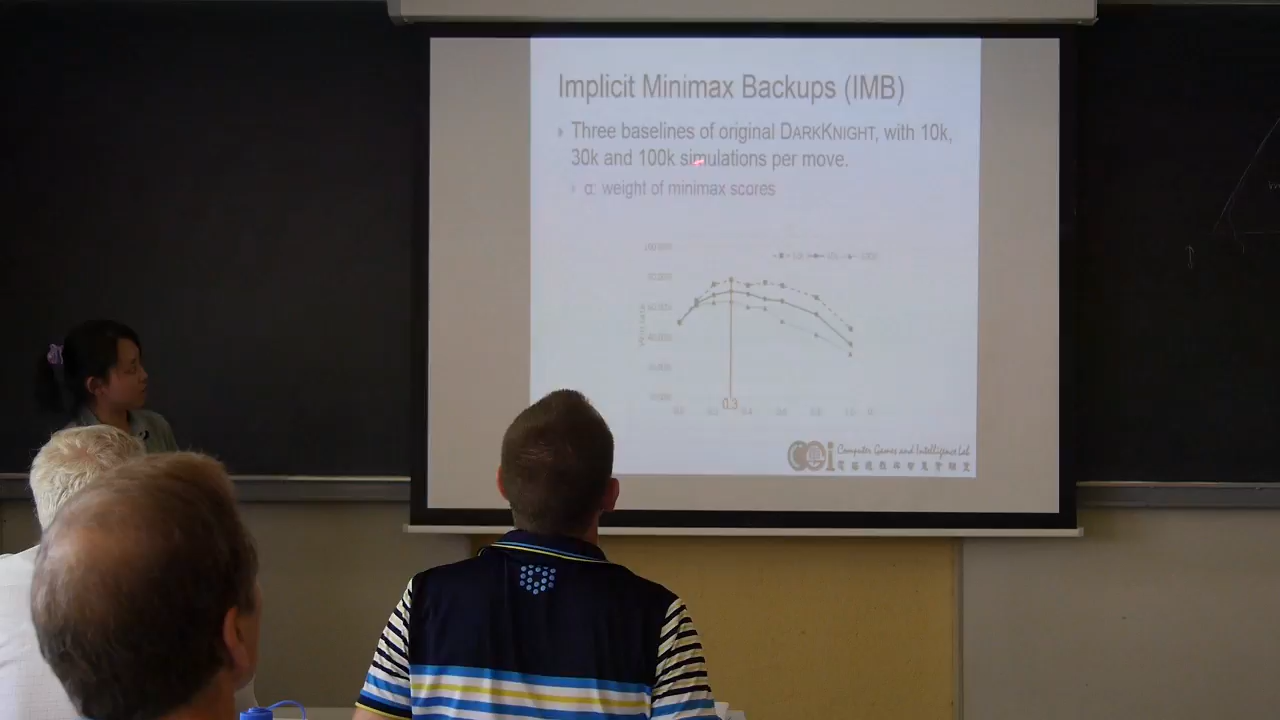 Implicit Minimax Backups (IMB)
Three baselines of original DARKKNIGHT, with 10k,
30k and 100k simulations per move.
α: weight of minimax scores
0.3
Computer Games and Intelligence Lab